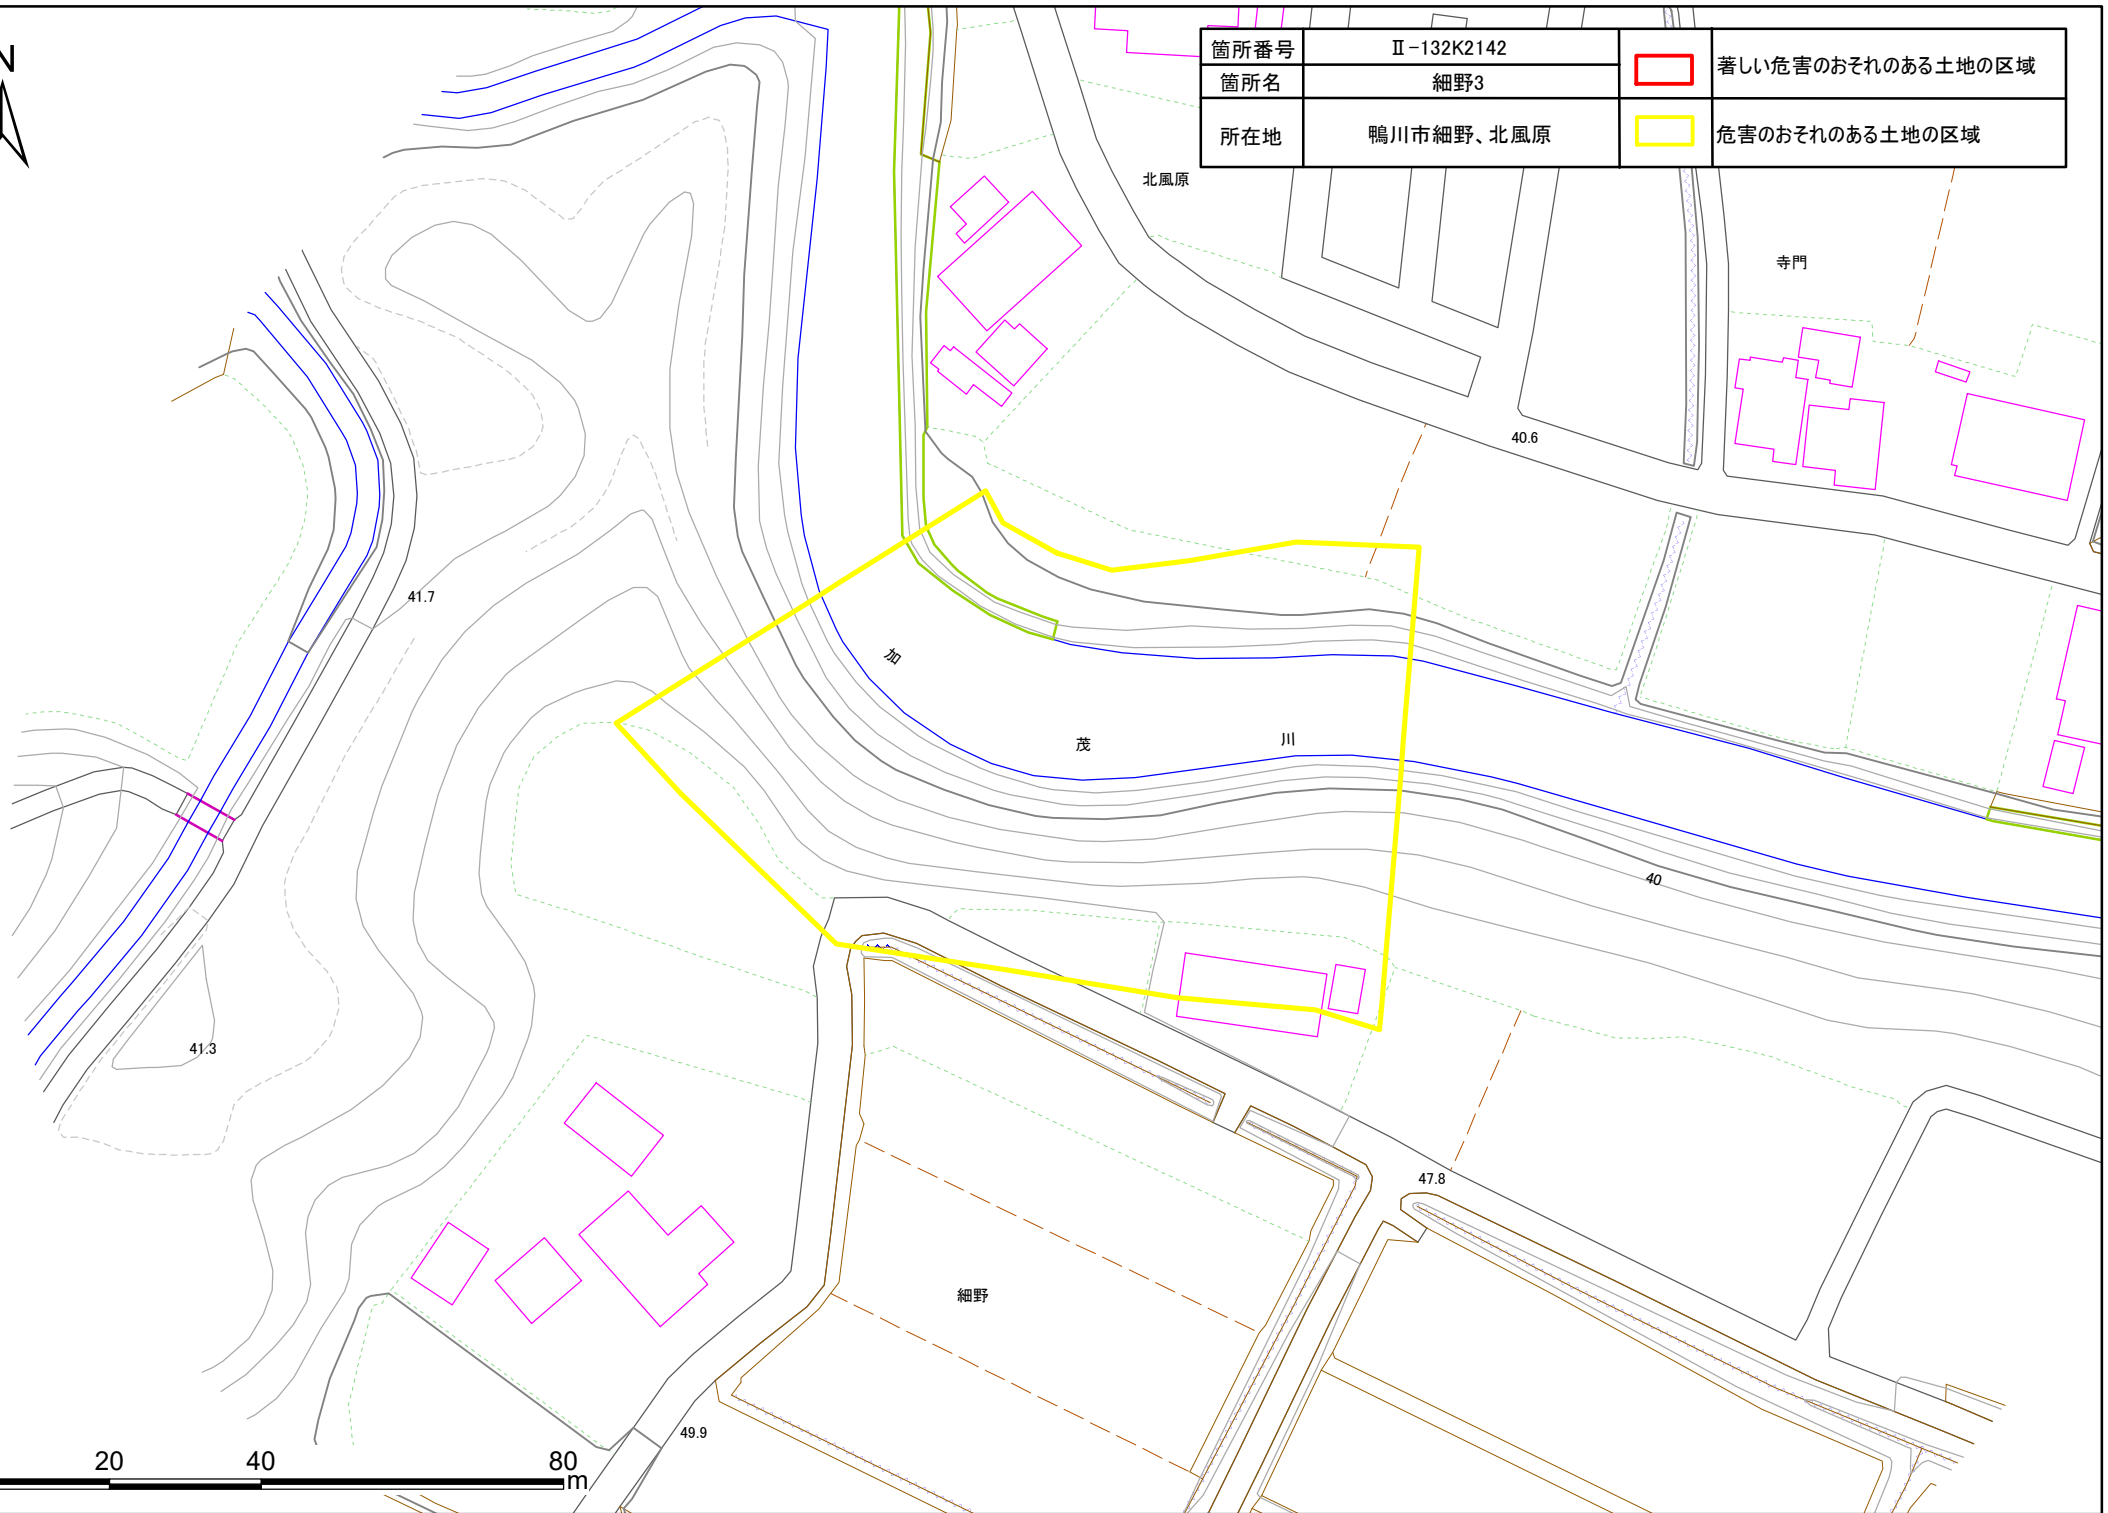 N
箇所番号 Ⅱ-132K2142 著しい危害のおそれのある土地の区域
箇所名 細野3
所在地 鴨川市細野、北風原 危害のおそれのある土地の区域
北風原
寺門
40.6
41.7
加
茂
川
40
41.3
47.8
細野
49.9
20 40 80
m